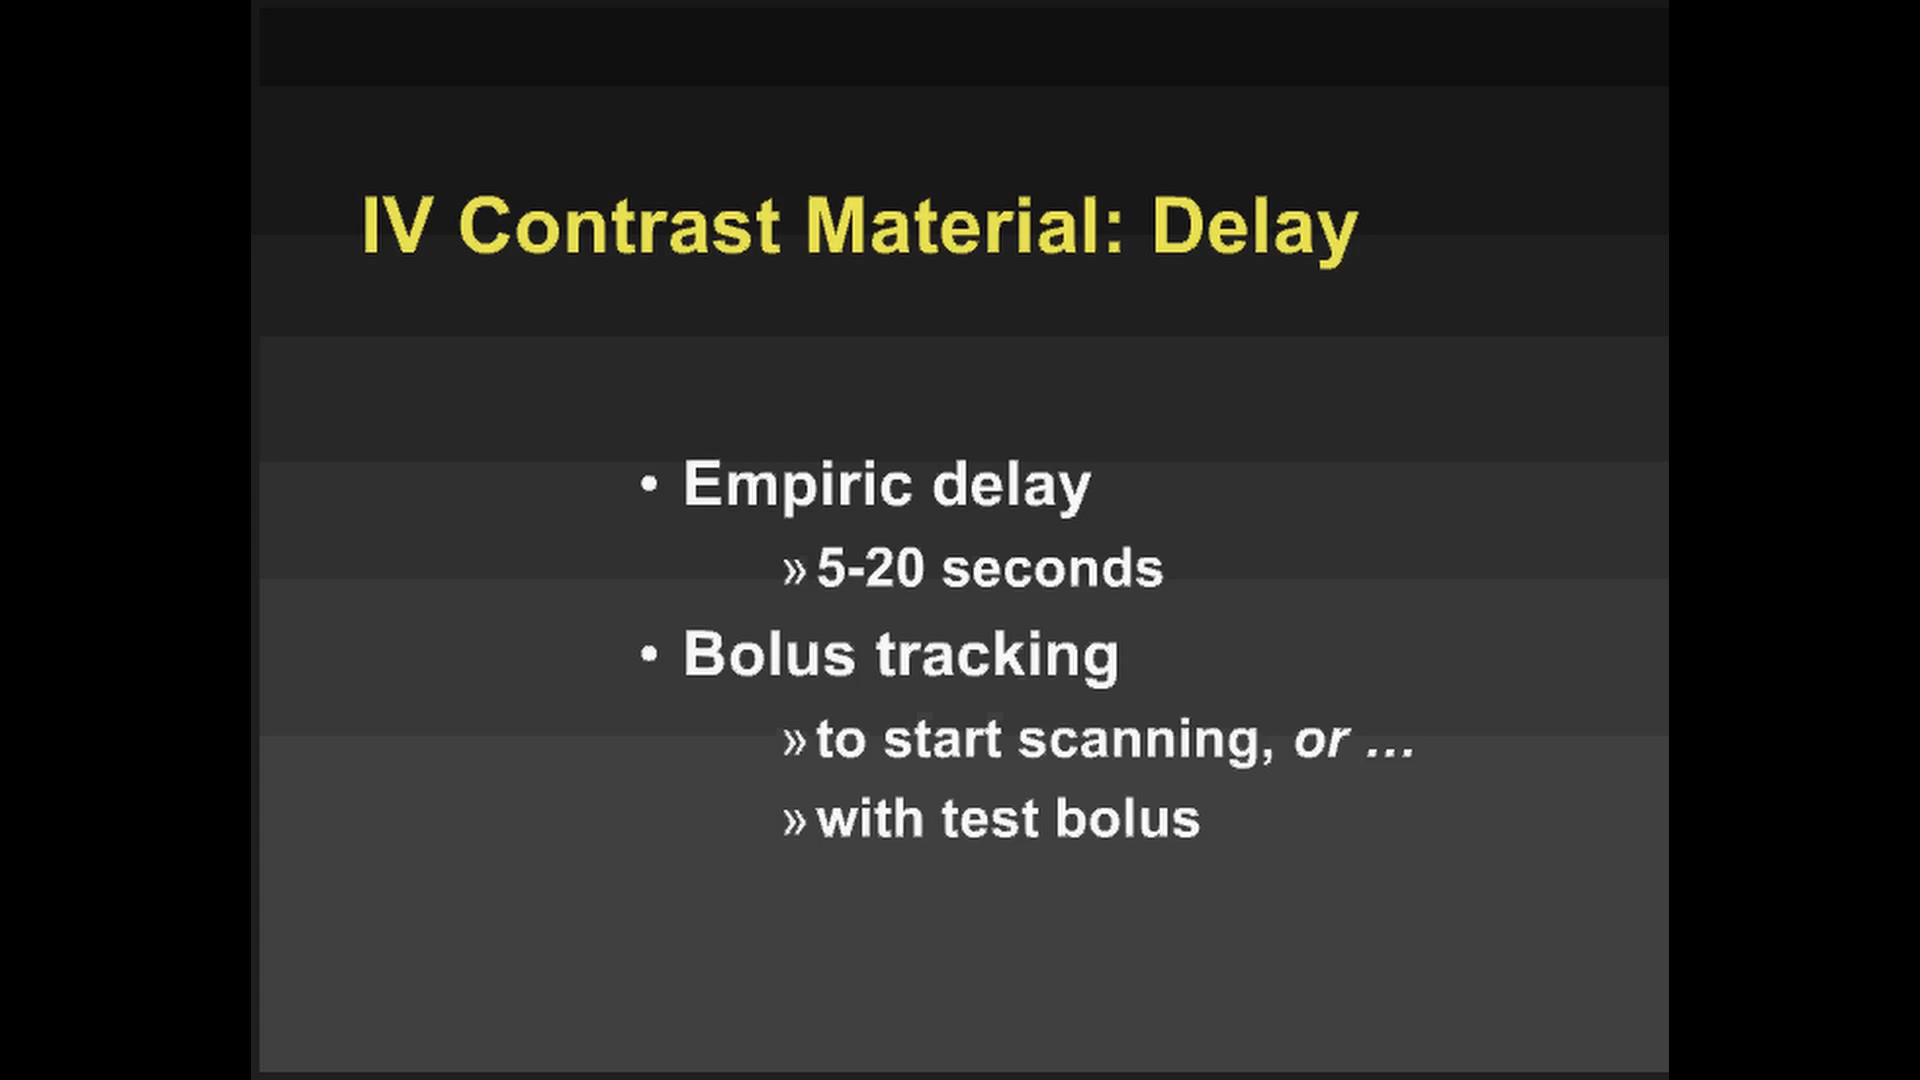 IV Contrast Material: Delay
• Empiric delay
» 5-20 seconds
• Bolus tracking
» to start scanning, or ...
» with test bolus